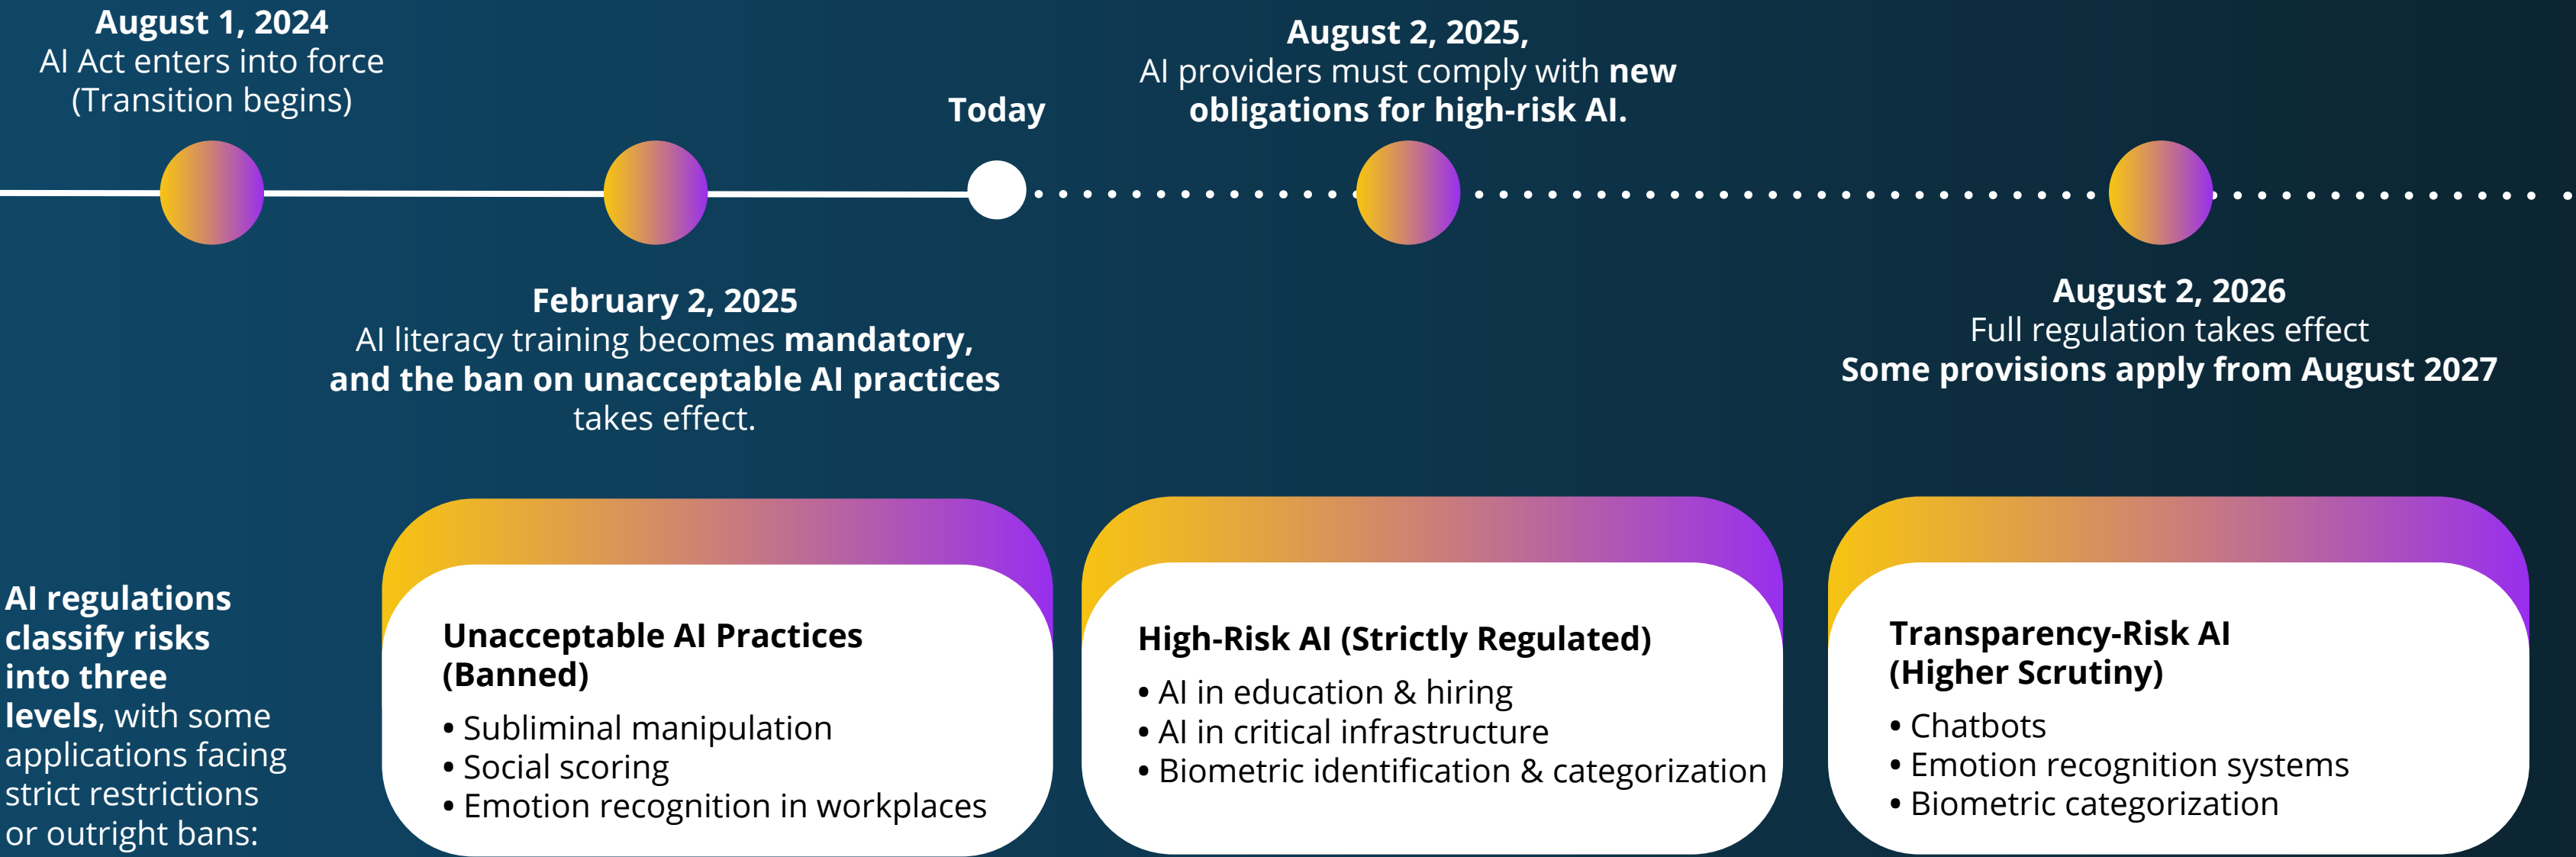 August 1, 2024
AI Act enters into force
(Transition begins)
February 2, 2025
AI literacy training becomes mandatory,
and the ban on unacceptable AI practices
takes effect.
Today
August 2, 2025,
AI providers must comply with new
obligations for high-risk AI.
August 2, 2026
Full regulation takes effect
Some provisions apply from August 2027
AI regulations
classify risks
into three
levels, with some
applications facing
strict restrictions
or outright bans:
Unacceptable AI Practices
(Banned)
• Subliminal manipulation
• Social scoring
• Emotion recognition in workplaces
High-Risk AI (Strictly Regulated)
• AI in education & hiring
• AI in critical infrastructure
• Biometric identification & categorization
Transparency-Risk AI
(Higher Scrutiny)
• Chatbots
• Emotion recognition systems
• Biometric categorization